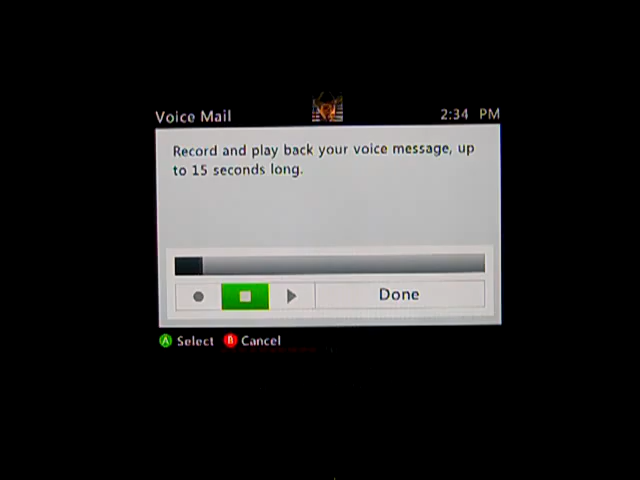 Voice Mail
2:34 PM
Record and play back your voice message, up
to 15 seconds long.
Done
A Select B Cancel